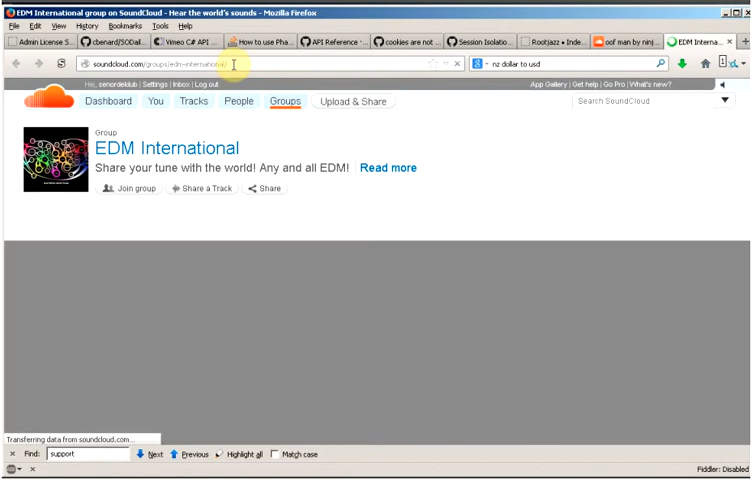 EDM International group on SoundCloud - Hear the world's sounds - Mozilla Firefox
File Edit View History Bookmarks Tools Help
Admin License S... cbenard/SODail... Vimeo C# API ... How to use Pha... API Reference · ... cookies are not ... Session Isolatio... Rootjazz • Inde... oof man by ninj... EDM Interna...
soundcloud.com/groups/edm-international/ nz dollar to usd 1
Hej, senordeklub | Settings | Inbox | Log out App Gallery | Get help | Go Pro | What's new?
Dashboard You Tracks People Groups Upload & Share Search SoundCloud
Group
EDM International
Share your tune with the world! Any and all EDM! Read more
Join group Share a Track Share
Transferring data from soundcloud.com...
Find: support Next Previous Highlight all Match case
Fiddler: Disabled